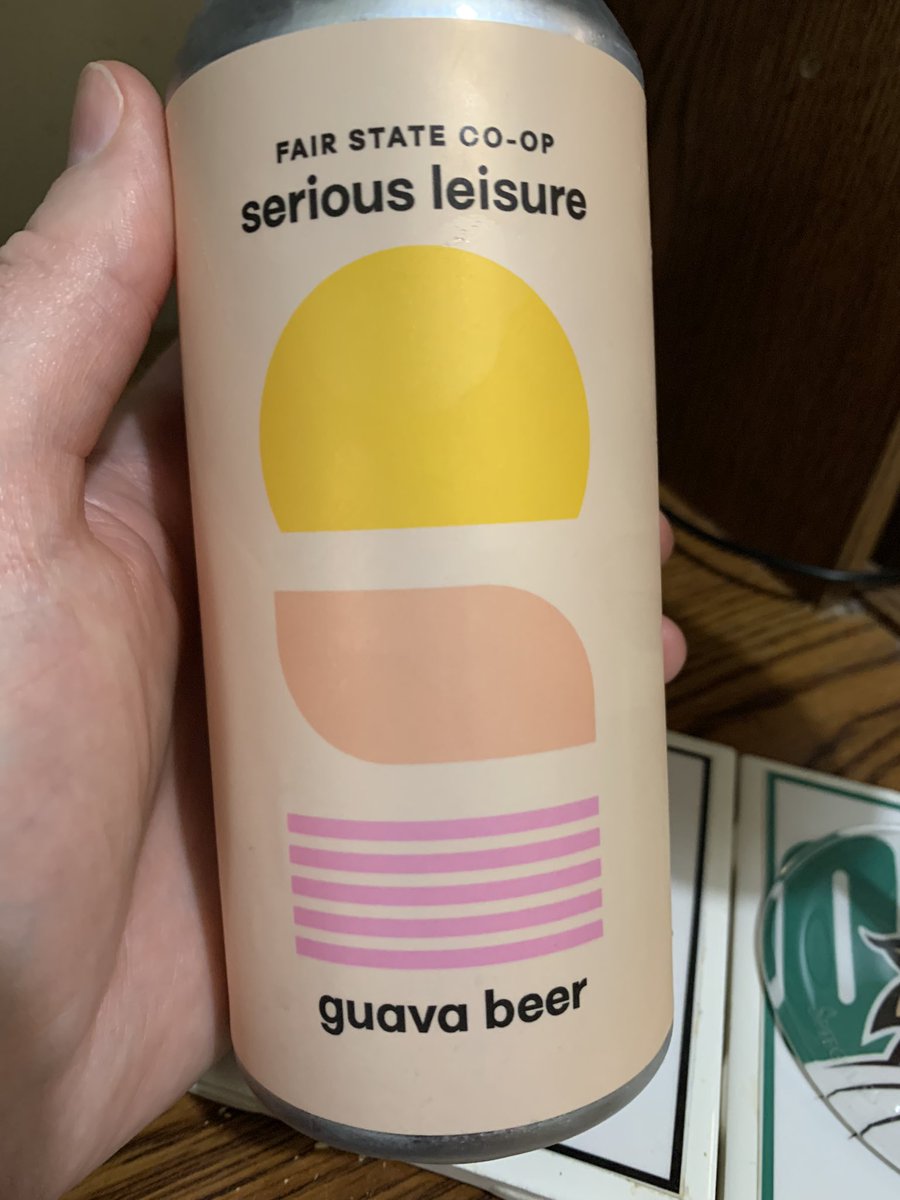 FAIR STATE CO-OP
serious leisure
guava beer